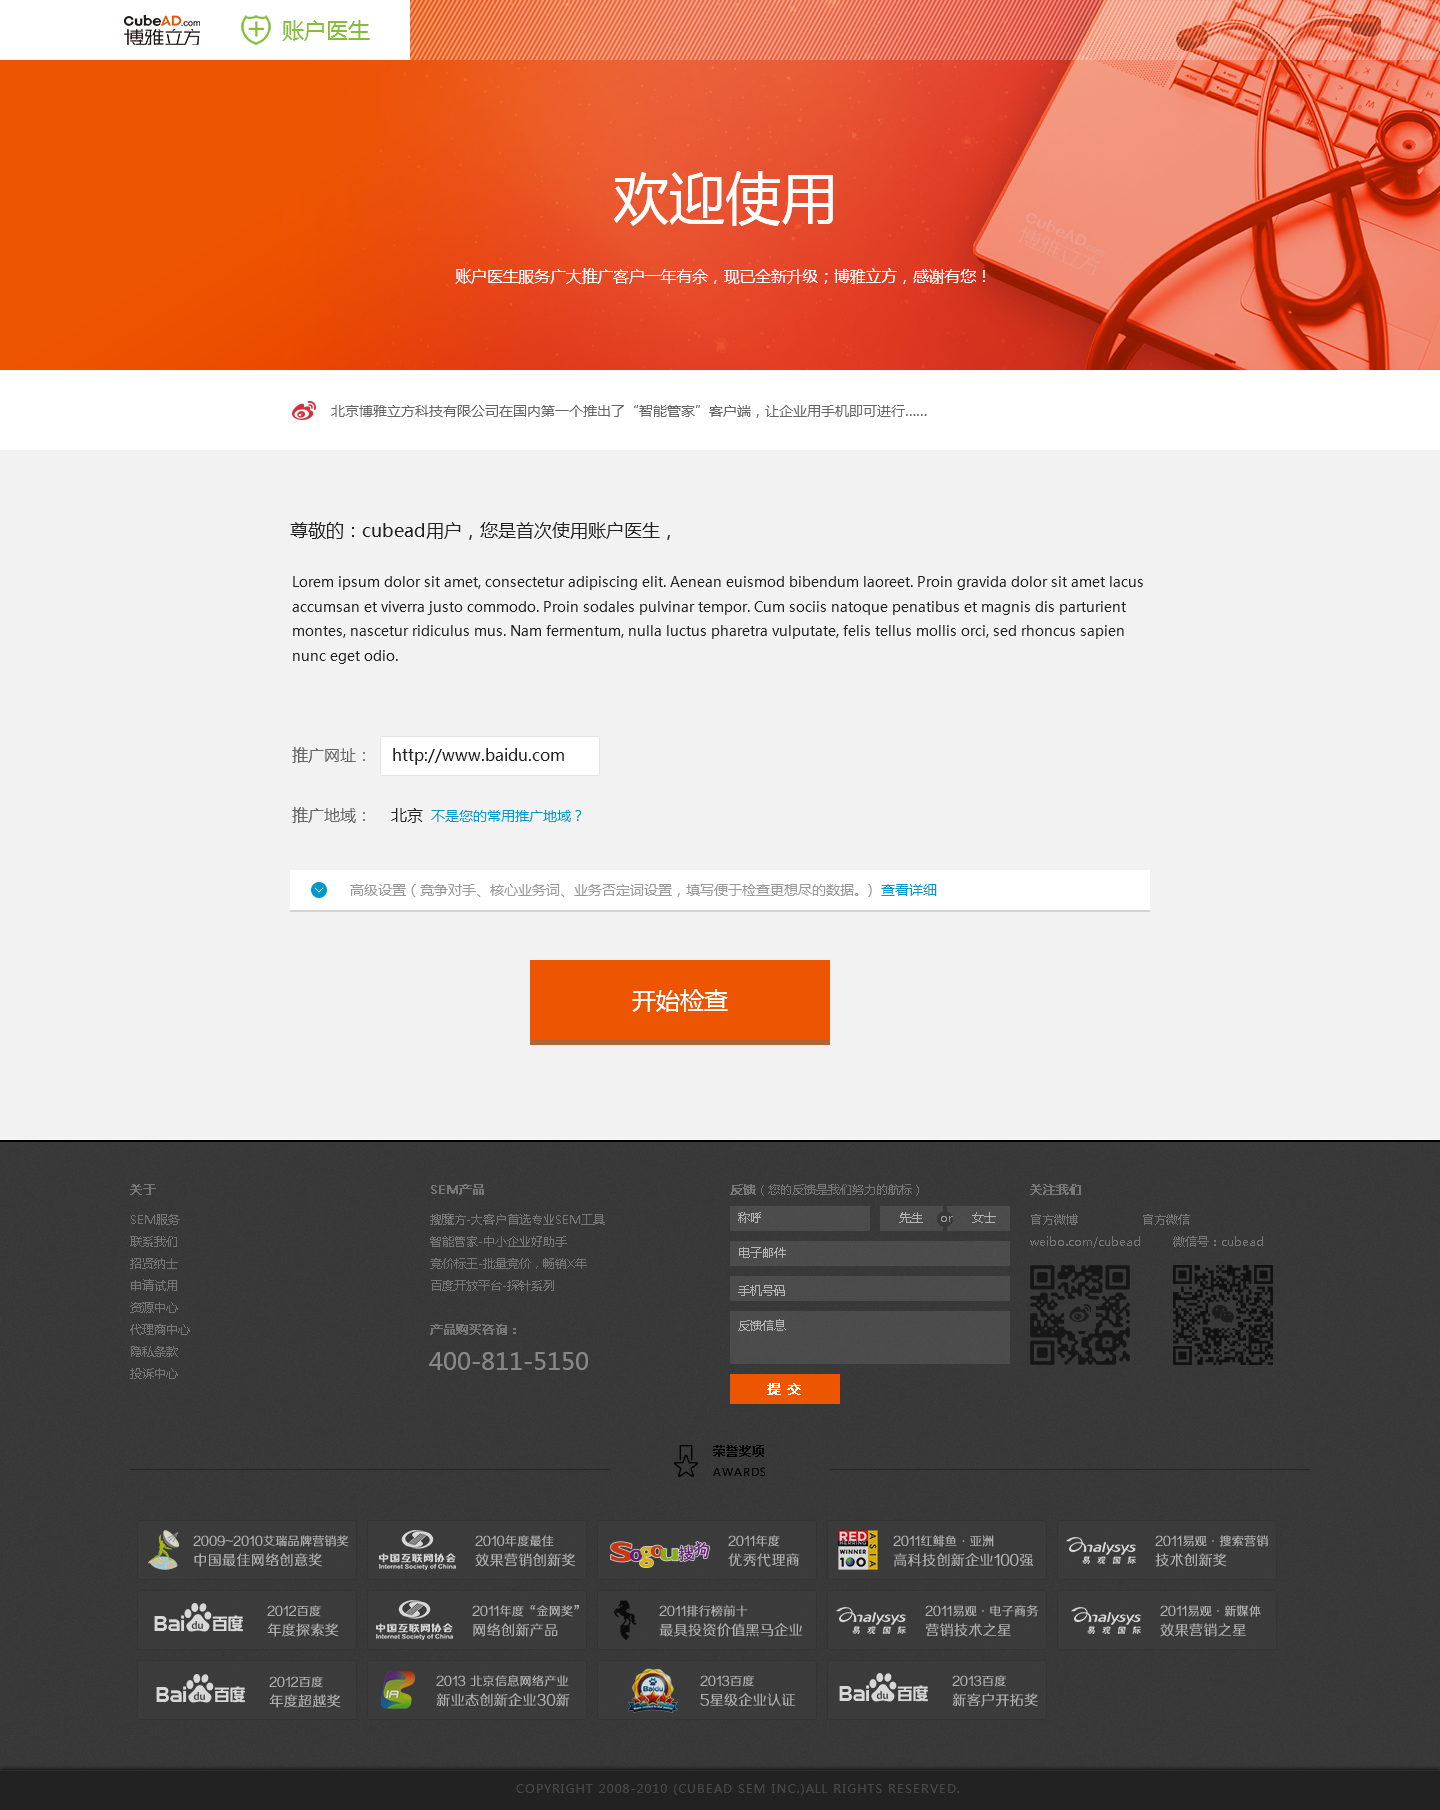 CubeAD.com
博雅立方
账户医生
欢迎使用
账户医生服务广大推广客户一年有余，现已全新升级；博雅立方，感谢有您！
CubeAD.com
博雅立方
北京博雅立方科技有限公司在国内第一个推出了“智能管家”客户端，让企业用手机即可进行......
尊敬的：cubead用户，您是首次使用账户医生，
Lorem ipsum dolor sit amet, consectetur adipiscing elit. Aenean euismod bibendum laoreet. Proin gravida dolor sit amet lacus
accumsan et viverra justo commodo. Proin sodales pulvinar tempor. Cum sociis natoque penatibus et magnis dis parturient
montes, nascetur ridiculus mus. Nam fermentum, nulla luctus pharetra vulputate, felis tellus mollis orci, sed rhoncus sapien
nunc eget odio.
推广网址： http://www.baidu.com
推广地域： 北京 不是您的常用推广地域？
高级设置（竞争对手、核心业务词、业务否定词设置，填写便于检查更想尽的数据。）查看详细
开始检查
关于
SEM服务
联系我们
招贤纳士
申请试用
资源中心
代理商中心
隐私条款
投诉中心
SEM产品
搜魔方-大客户首选专业SEM工具
智能管家-中小企业好助手
竞价标王-批量竞价，畅销X年
百度开放平台-探针系列
产品购买咨询：
400-811-5150
反馈（您的反馈是我们努力的航标）
称呼 先生 or 女士
电子邮件
手机号码
反馈信息
提 交
关注我们
官方微博 官方微信
weibo.com/cubead 微信号：cubead
荣誉奖项
AWARDS
2009-2010艾瑞品牌营销奖
中国最佳网络创意奖
中国互联网协会
Internet Society of China
2010年度最佳
效果营销创新奖
Sogou搜狗
2011年度
优秀代理商
RED HERRING
WINNER
100
ASIA
2011红鲱鱼·亚洲
高科技创新企业100强
analysys
易观国际
2011易观·搜索营销
技术创新奖
Bai du 百度
2012百度
年度探索奖
中国互联网协会
Internet Society of China
2011年度“金网奖”
网络创新产品
2011排行榜前十
最具投资价值黑马企业
analysys
易观国际
2011易观·电子商务
营销技术之星
analysys
易观国际
2011易观·新媒体
效果营销之星
Bai du 百度
2012百度
年度超越奖
2013 北京信息网络产业
新业态创新企业30新
Baidu
2013百度
5星级企业认证
Bai du 百度
2013百度
新客户开拓奖
COPYRIGHT 2008-2010 (CUBEAD SEM INC.)ALL RIGHTS RESERVED.